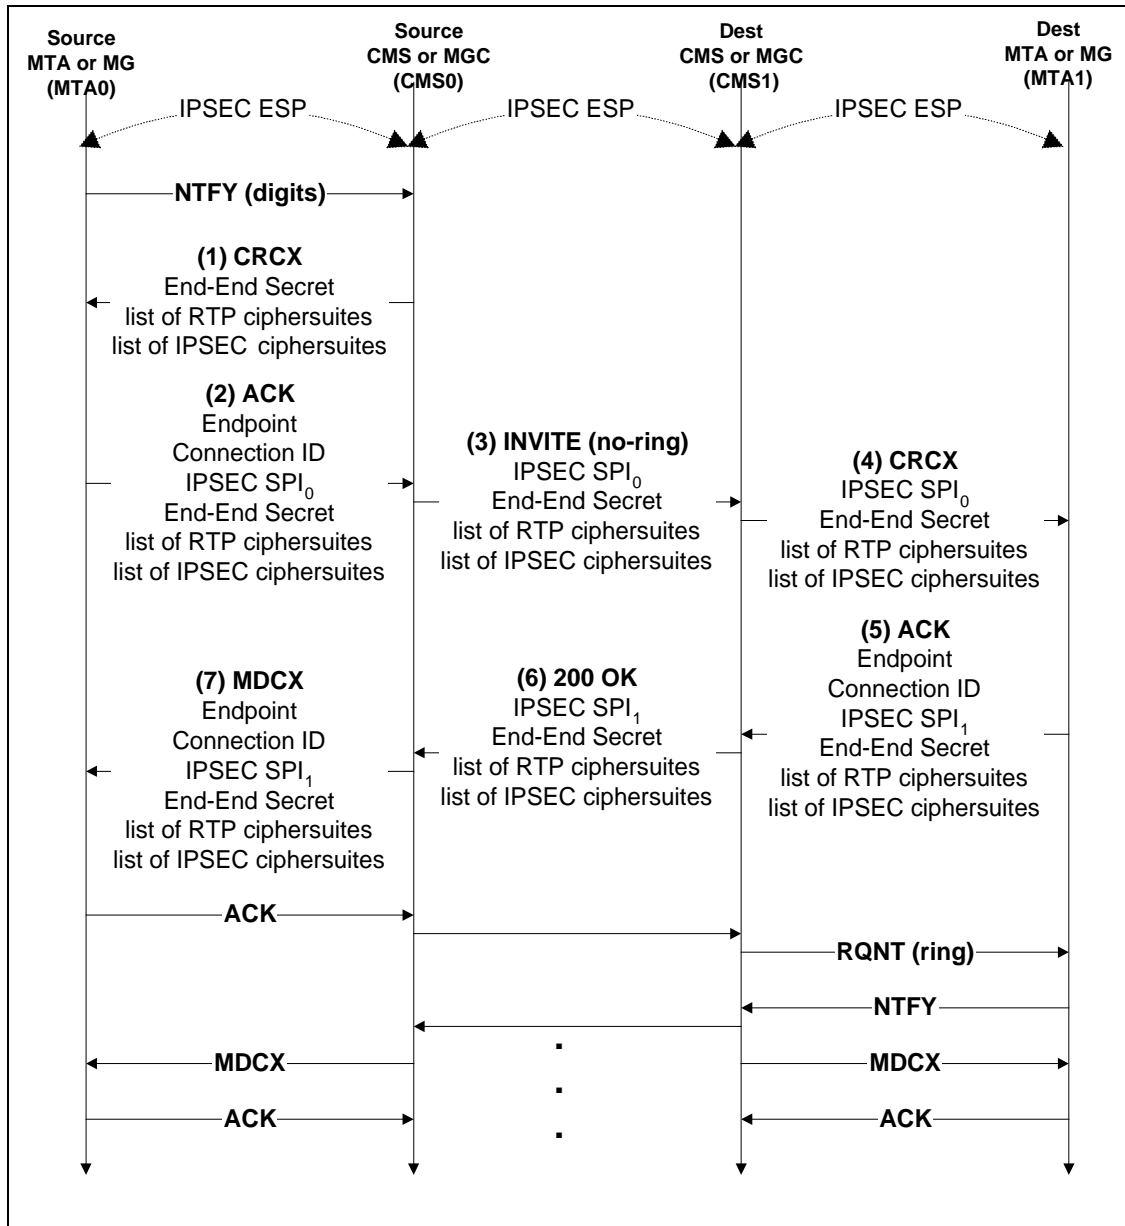 Source
MTA or MG
(MTA0)
Source
CMS or MGC
(CMS0)
Dest
CMS or MGC
(CMS1)
Dest
MTA or MG
(MTA1)
IPSEC ESP
IPSEC ESP
IPSEC ESP
NTFY (digits)
(1) CRCX
End-End Secret
list of RTP ciphersuites
list of IPSEC ciphersuites
(2) ACK
Endpoint
Connection ID
IPSEC SPI0
End-End Secret
list of RTP ciphersuites
list of IPSEC ciphersuites
(3) INVITE (no-ring)
IPSEC SPI0
End-End Secret
list of RTP ciphersuites
list of IPSEC ciphersuites
(4) CRCX
IPSEC SPI0
End-End Secret
list of RTP ciphersuites
list of IPSEC ciphersuites
(5) ACK
Endpoint
Connection ID
IPSEC SPI1
End-End Secret
list of RTP ciphersuites
list of IPSEC ciphersuites
(6) 200 OK
IPSEC SPI1
End-End Secret
list of RTP ciphersuites
list of IPSEC ciphersuites
(7) MDCX
Endpoint
Connection ID
IPSEC SPI1
End-End Secret
list of RTP ciphersuites
list of IPSEC ciphersuites
ACK
RQNT (ring)
NTFY
MDCX
MDCX
ACK
ACK
.
.
.